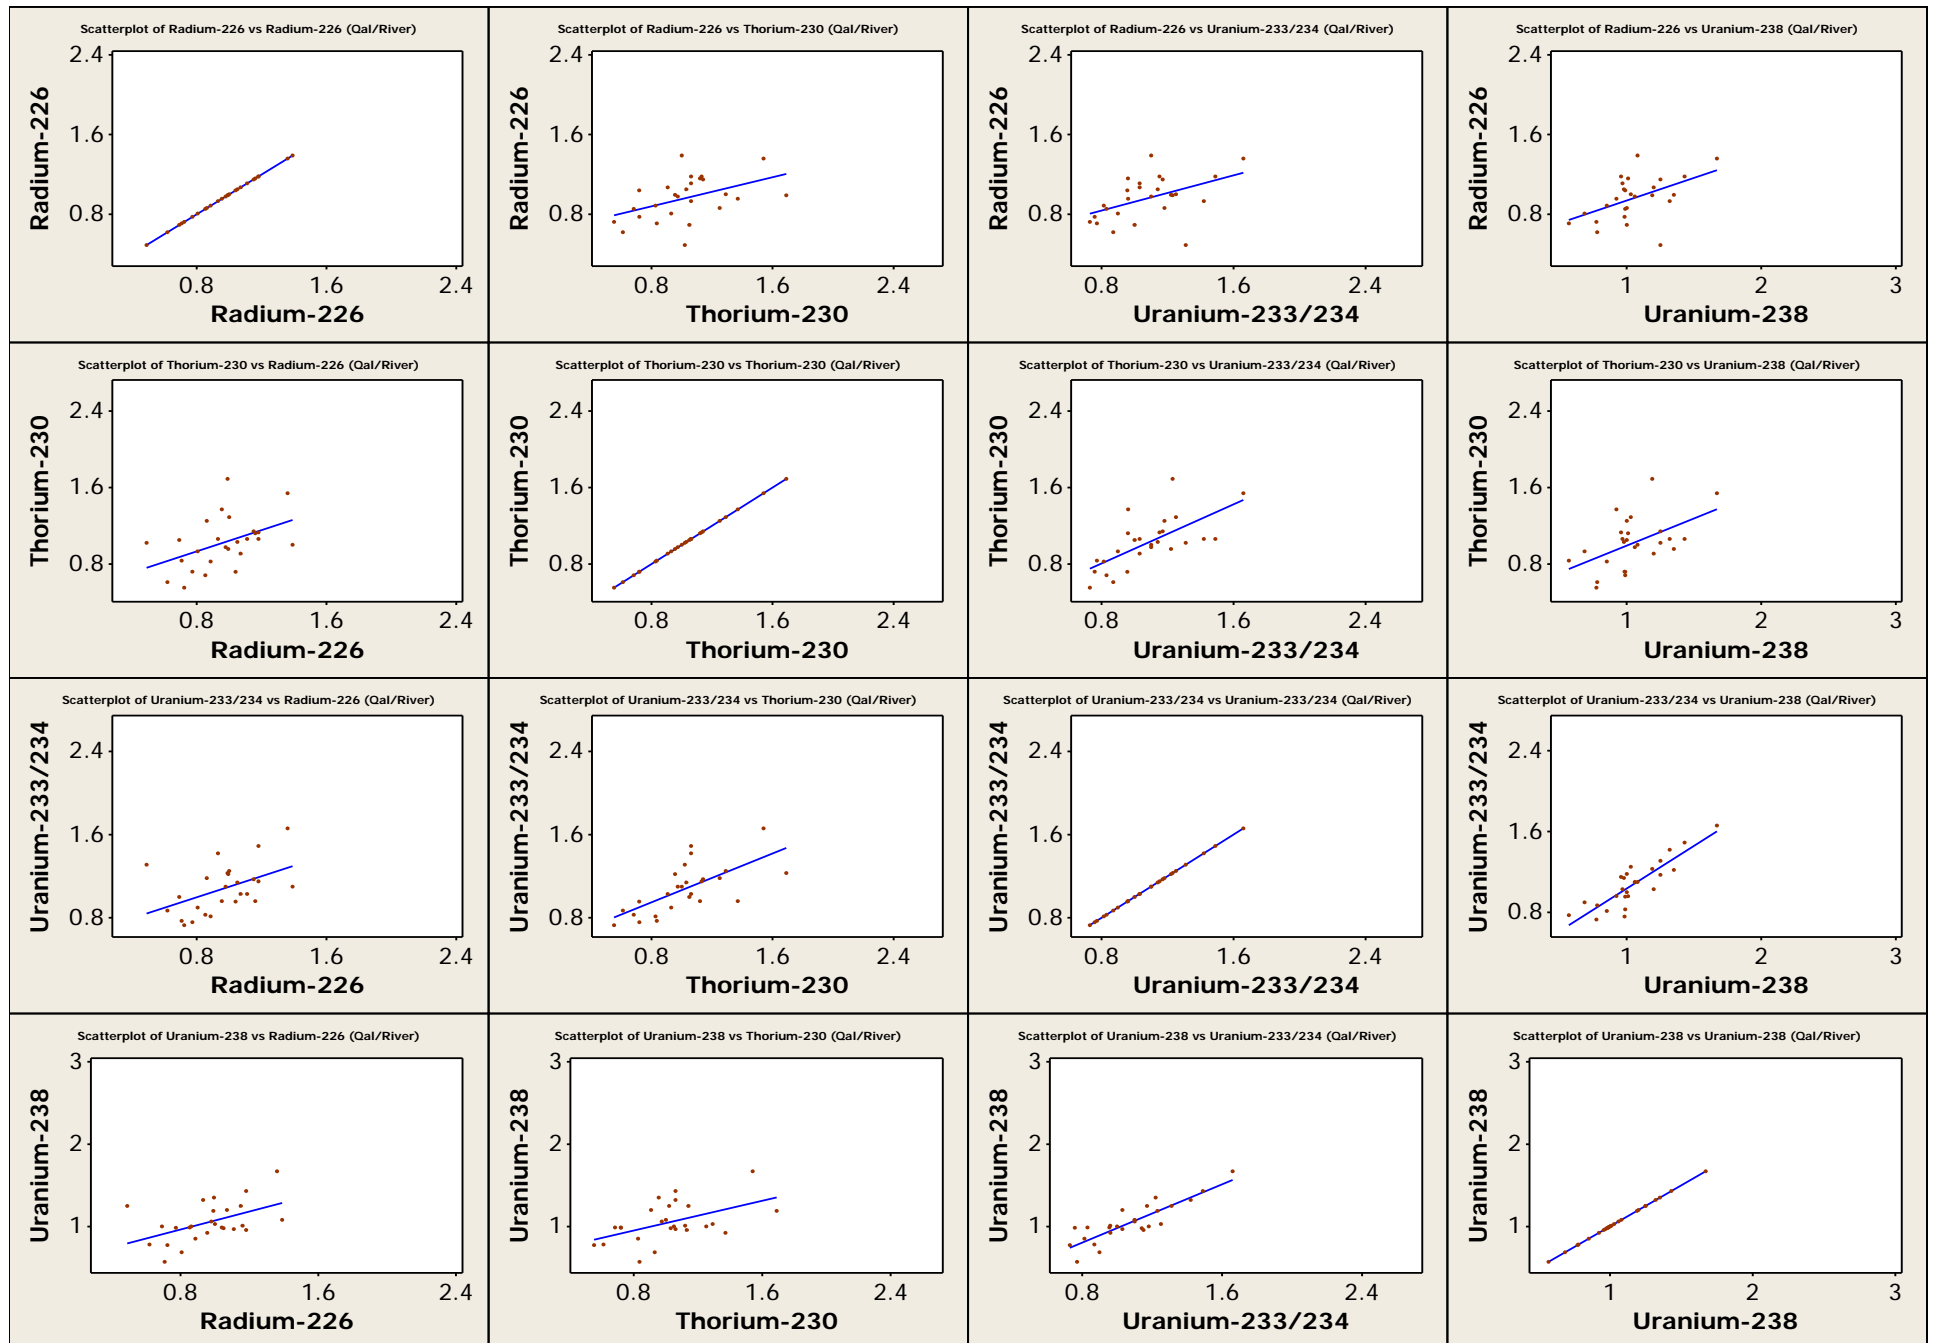 Scatterplot of Radium-226 vs Radium-226 (Qal/River)
Radium-226
2.4
1.6
0.8
0.8 1.6 2.4
Radium-226
Scatterplot of Radium-226 vs Thorium-230 (Qal/River)
Radium-226
2.4
1.6
0.8
0.8 1.6 2.4
Thorium-230
Scatterplot of Radium-226 vs Uranium-233/234 (Qal/River)
Radium-226
2.4
1.6
0.8
0.8 1.6 2.4
Uranium-233/234
Scatterplot of Radium-226 vs Uranium-238 (Qal/River)
Radium-226
2.4
1.6
0.8
1 2 3
Uranium-238
Scatterplot of Thorium-230 vs Radium-226 (Qal/River)
Thorium-230
2.4
1.6
0.8
0.8 1.6 2.4
Radium-226
Scatterplot of Thorium-230 vs Thorium-230 (Qal/River)
Thorium-230
2.4
1.6
0.8
0.8 1.6 2.4
Thorium-230
Scatterplot of Thorium-230 vs Uranium-233/234 (Qal/River)
Thorium-230
2.4
1.6
0.8
0.8 1.6 2.4
Uranium-233/234
Scatterplot of Thorium-230 vs Uranium-238 (Qal/River)
Thorium-230
2.4
1.6
0.8
1 2 3
Uranium-238
Scatterplot of Uranium-233/234 vs Radium-226 (Qal/River)
Uranium-233/234
2.4
1.6
0.8
0.8 1.6 2.4
Radium-226
Scatterplot of Uranium-233/234 vs Thorium-230 (Qal/River)
Uranium-233/234
2.4
1.6
0.8
0.8 1.6 2.4
Thorium-230
Scatterplot of Uranium-233/234 vs Uranium-233/234 (Qal/River)
Uranium-233/234
2.4
1.6
0.8
0.8 1.6 2.4
Uranium-233/234
Scatterplot of Uranium-233/234 vs Uranium-238 (Qal/River)
Uranium-233/234
2.4
1.6
0.8
1 2 3
Uranium-238
Scatterplot of Uranium-238 vs Radium-226 (Qal/River)
Uranium-238
3
2
1
0.8 1.6 2.4
Radium-226
Scatterplot of Uranium-238 vs Thorium-230 (Qal/River)
Uranium-238
3
2
1
0.8 1.6 2.4
Thorium-230
Scatterplot of Uranium-238 vs Uranium-233/234 (Qal/River)
Uranium-238
3
2
1
0.8 1.6 2.4
Uranium-233/234
Scatterplot of Uranium-238 vs Uranium-238 (Qal/River)
Uranium-238
3
2
1
1 2 3
Uranium-238